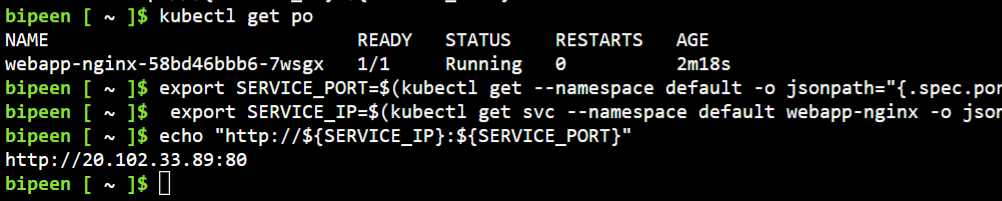 bipeen [ ~ ]$ kubectl get po
NAME                            READY   STATUS    RESTARTS   AGE
webapp-nginx-58bd46bbb6-7wsgx   1/1     Running   0          2m18s
bipeen [ ~ ]$ export SERVICE_PORT=$(kubectl get --namespace default -o jsonpath="{.spec.por
bipeen [ ~ ]$  export SERVICE_IP=$(kubectl get svc --namespace default webapp-nginx -o json
bipeen [ ~ ]$ echo "http://${SERVICE_IP}:${SERVICE_PORT}"
http://20.102.33.89:80
bipeen [ ~ ]$